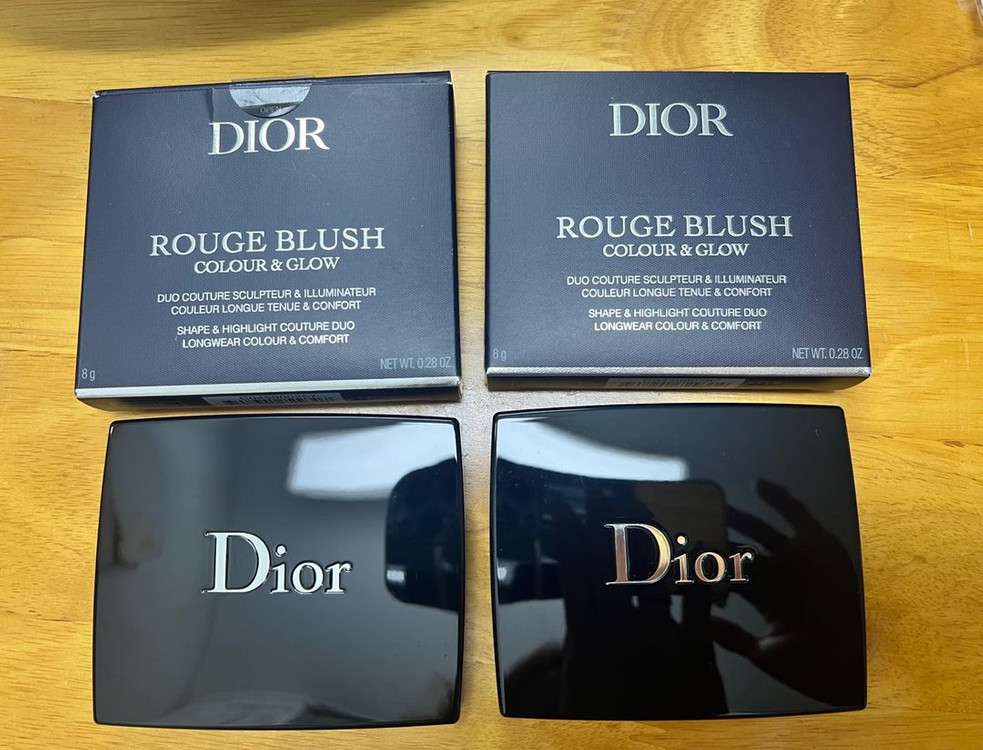 DIOR
ROUGE BLUSH
COLOUR & GLOW
DUO COUTURE SCULPTEUR & ILLUMINATEUR
COULEUR LONGUE TENUE & CONFORT
SHAPE & HIGHLIGHT COUTURE DUO
LONGWEAR COLOUR & COMFORT
8 g
NET WT. 0.28 OZ
DIOR
ROUGE BLUSH
COLOUR & GLOW
DUO COUTURE SCULPTEUR & ILLUMINATEUR
COULEUR LONGUE TENUE & CONFORT
SHAPE & HIGHLIGHT COUTURE DUO
LONGWEAR COLOUR & COMFORT
8 g
NET WT. 0.28 OZ
Dior
Dior